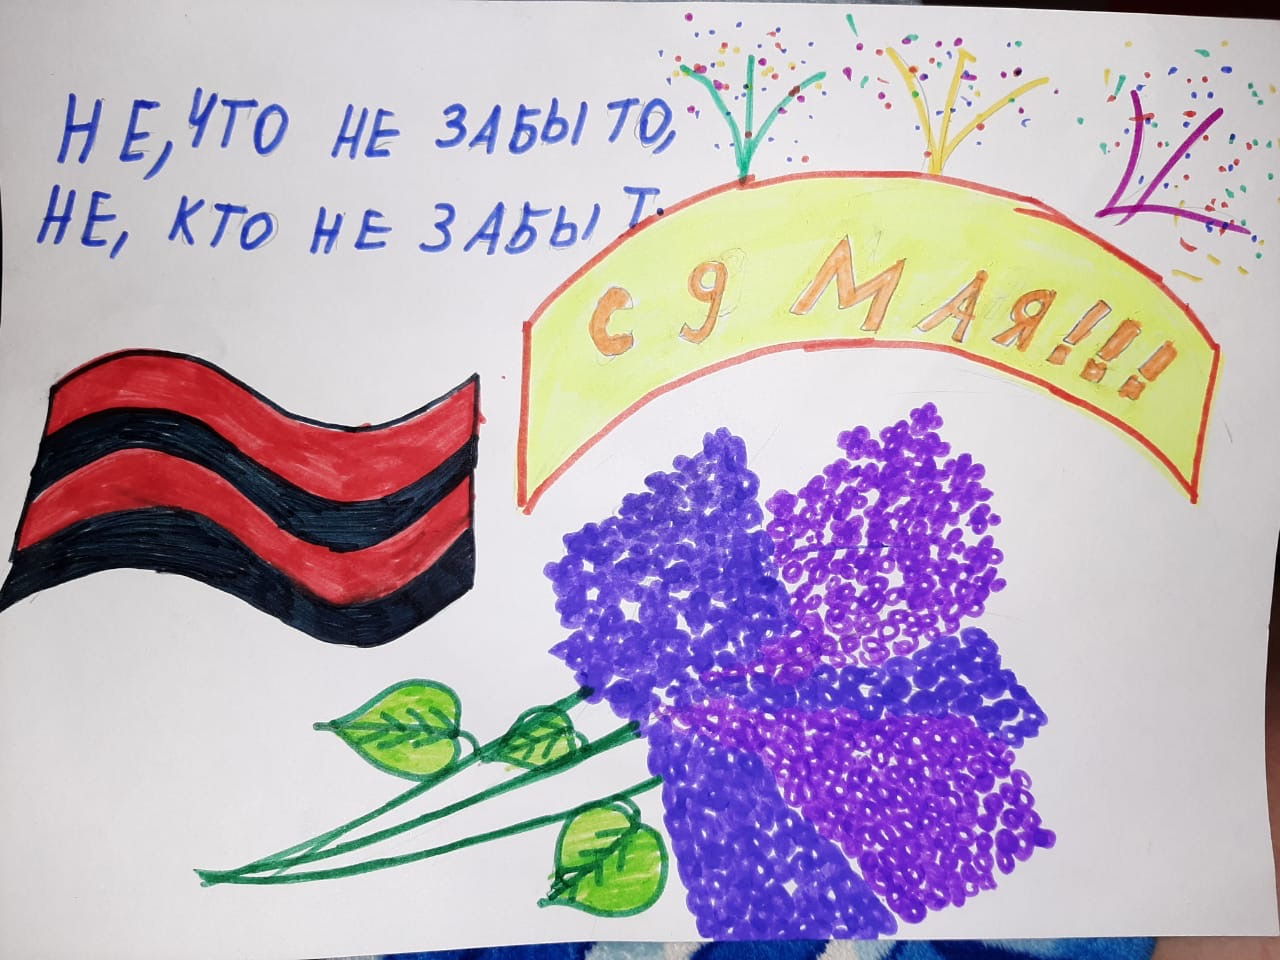 НЕ, ЧТО НЕ ЗАБЫТО,
НЕ, КТО НЕ ЗАБЫТ.
С 9 МАЯ!!!